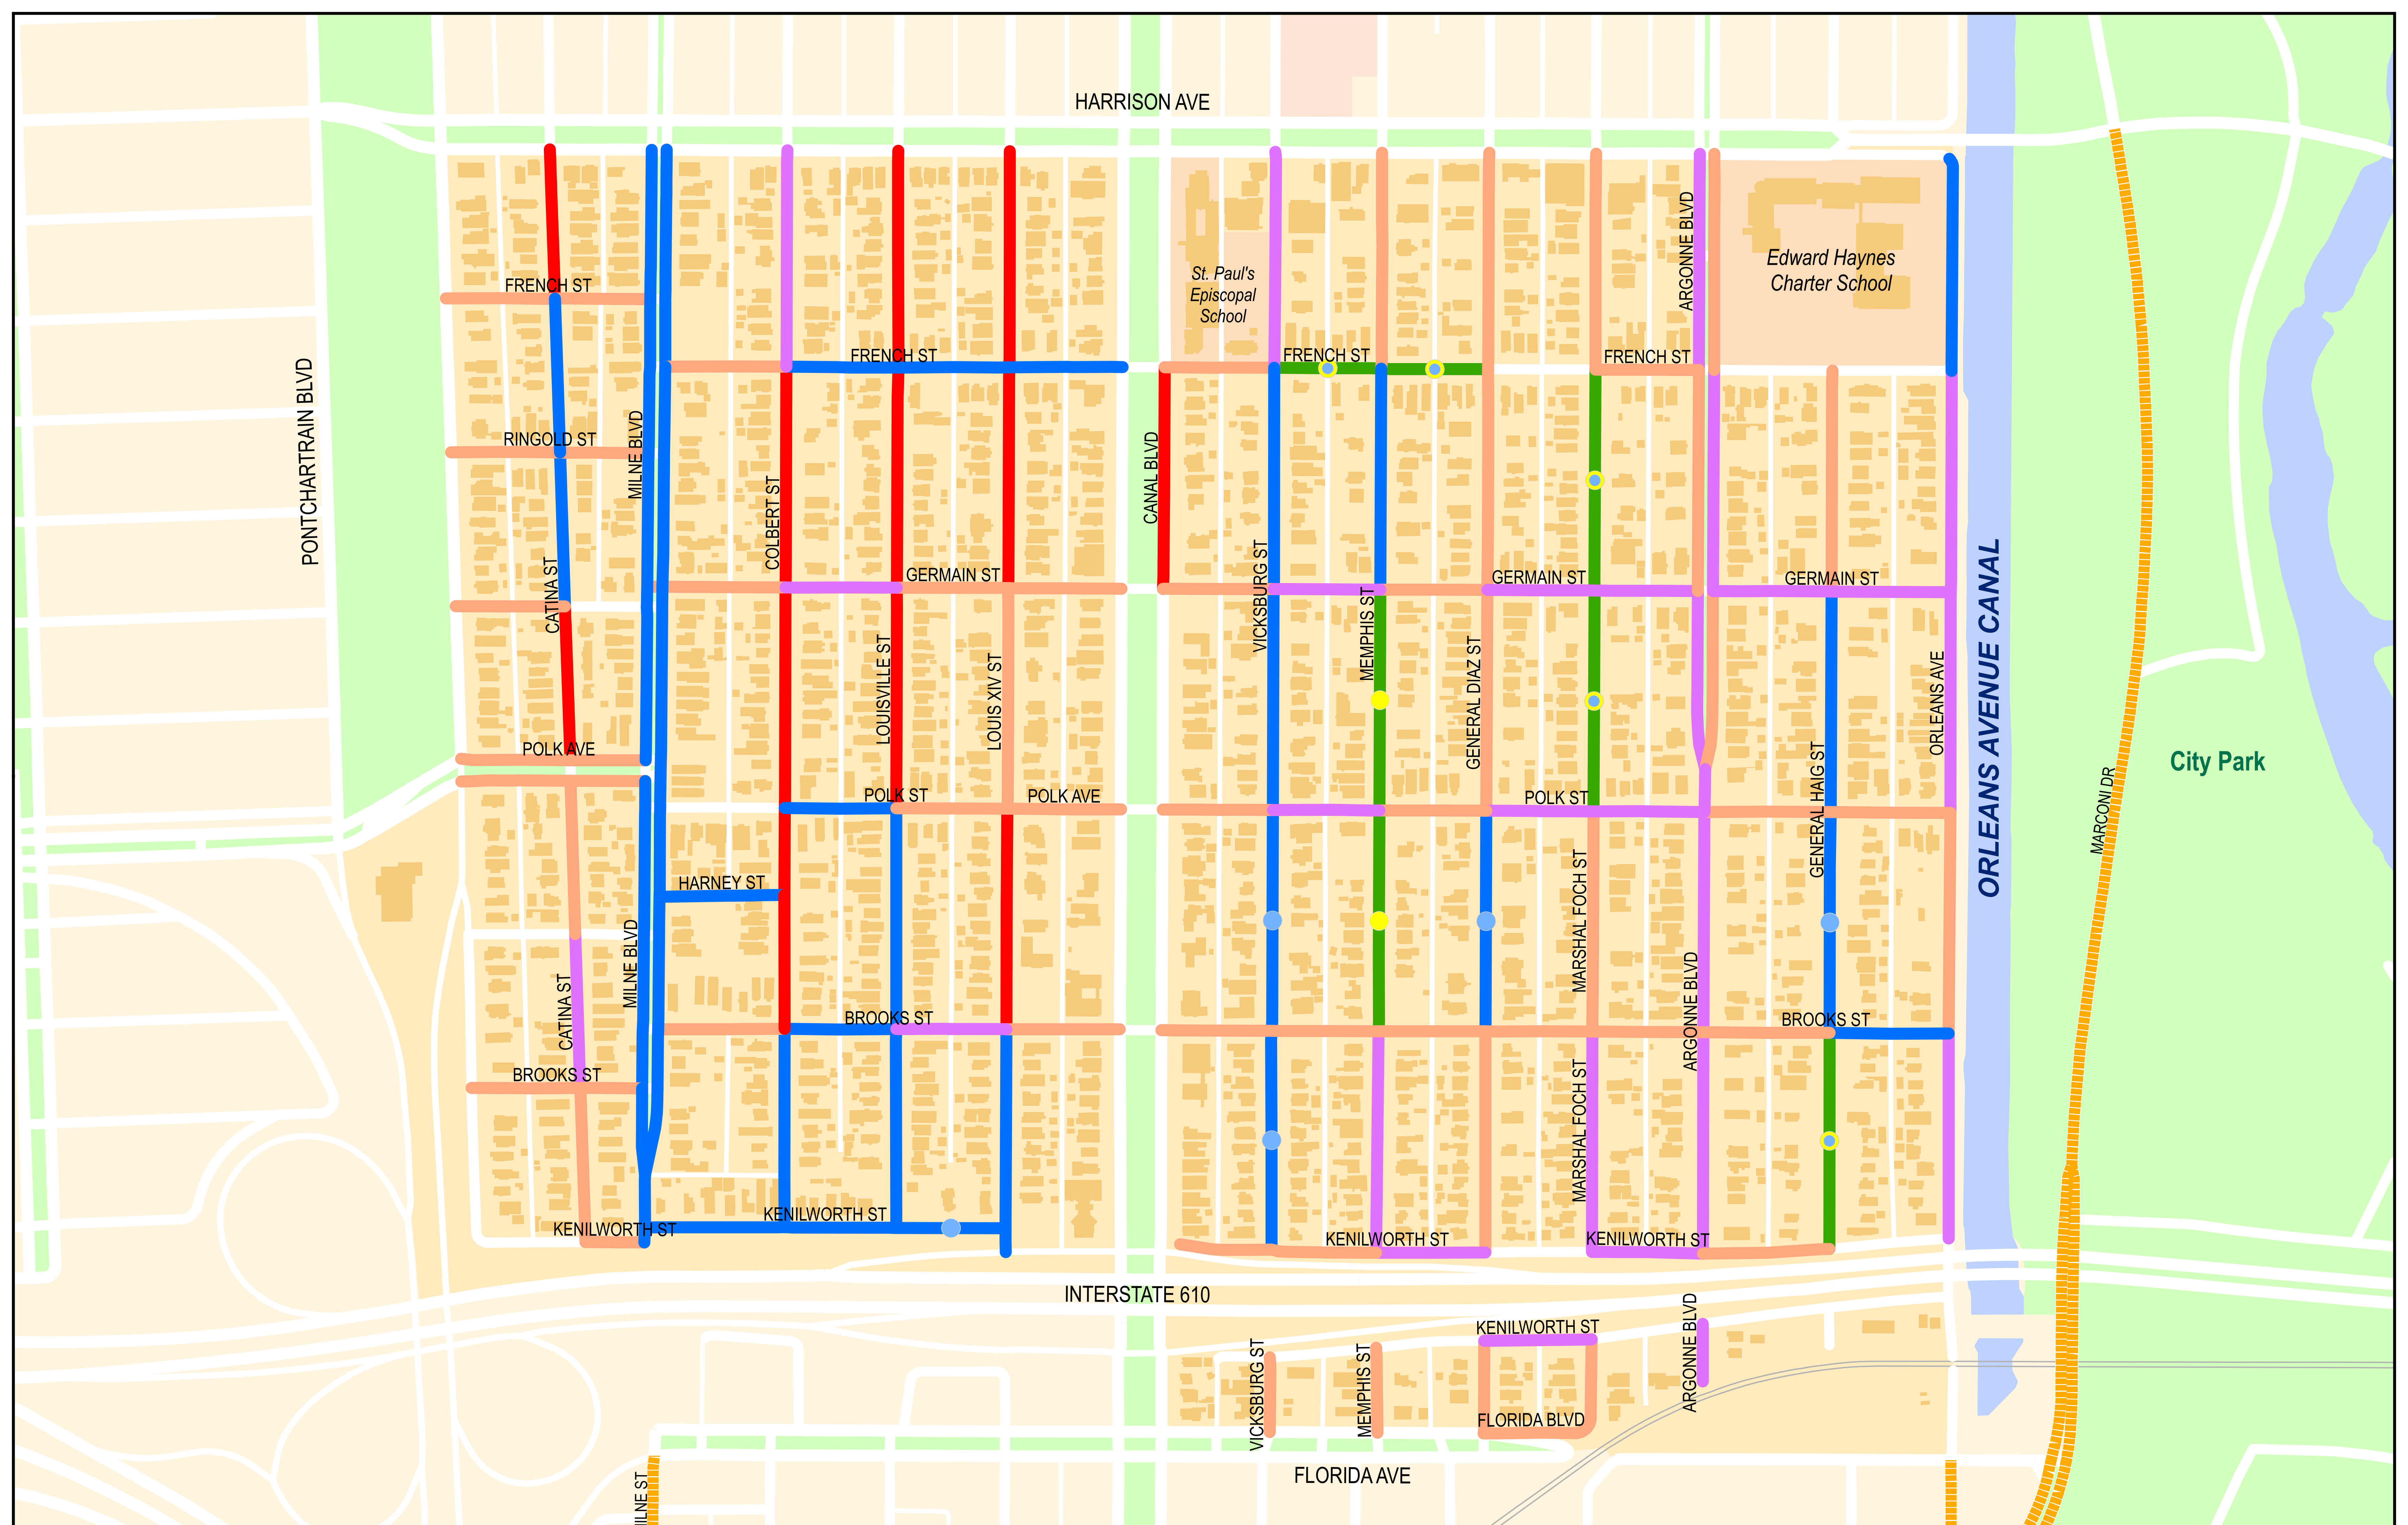 HARRISON AVE
ARGONNE BLVD
St. Paul's
Episcopal
School
Edward Haynes
Charter School
FRENCH ST
FRENCH ST
FRENCH ST
FRENCH ST
PONTCHARTRAIN BLVD
RINGOLD ST
MILNE BLVD
COLBERT ST
CANAL BLVD
CATINA ST
GERMAIN ST
GERMAIN ST
GERMAIN ST
VICKSBURG ST
MEMPHIS ST
LOUISVILLE ST
LOUIS XIV ST
GENERAL DIAZ ST
ORLEANS AVE
ORLEANS AVENUE CANAL
City Park
MARCONI DR
POLK AVE
POLK ST
POLK AVE
POLK ST
GENERAL HAIG ST
HARNEY ST
MARSHAL FOCH ST
MILNE BLVD
CATINA ST
ARGONNE BLVD
BROOKS ST
BROOKS ST
BROOKS ST
MARSHAL FOCH ST
KENILWORTH ST
KENILWORTH ST
KENILWORTH ST
KENILWORTH ST
INTERSTATE 610
KENILWORTH ST
ARGONNE BLVD
VICKSBURG ST
MEMPHIS ST
FLORIDA BLVD
FLORIDA AVE
MILNE ST